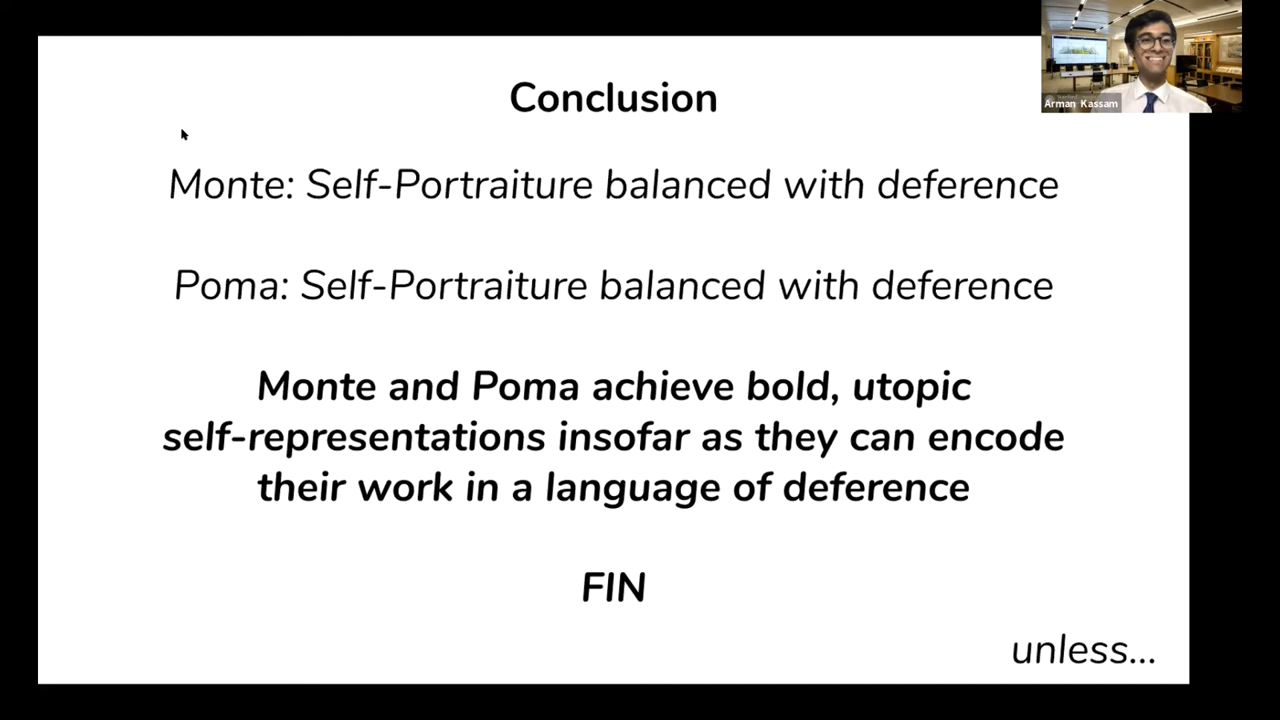 Conclusion
Arman Kassam
Monte: Self-Portraiture balanced with deference
Poma: Self-Portraiture balanced with deference
Monte and Poma achieve bold, utopic
self-representations insofar as they can encode
their work in a language of deference
FIN
unless...